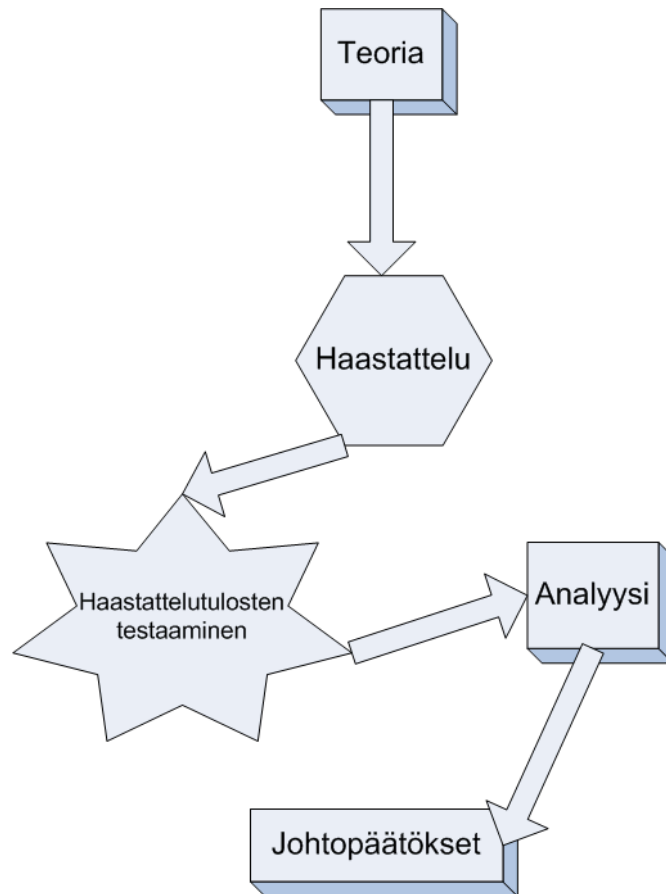 Teoria
Haastattelu
Haastattelutulosten
testaaminen
Analyysi
Johtopäätökset